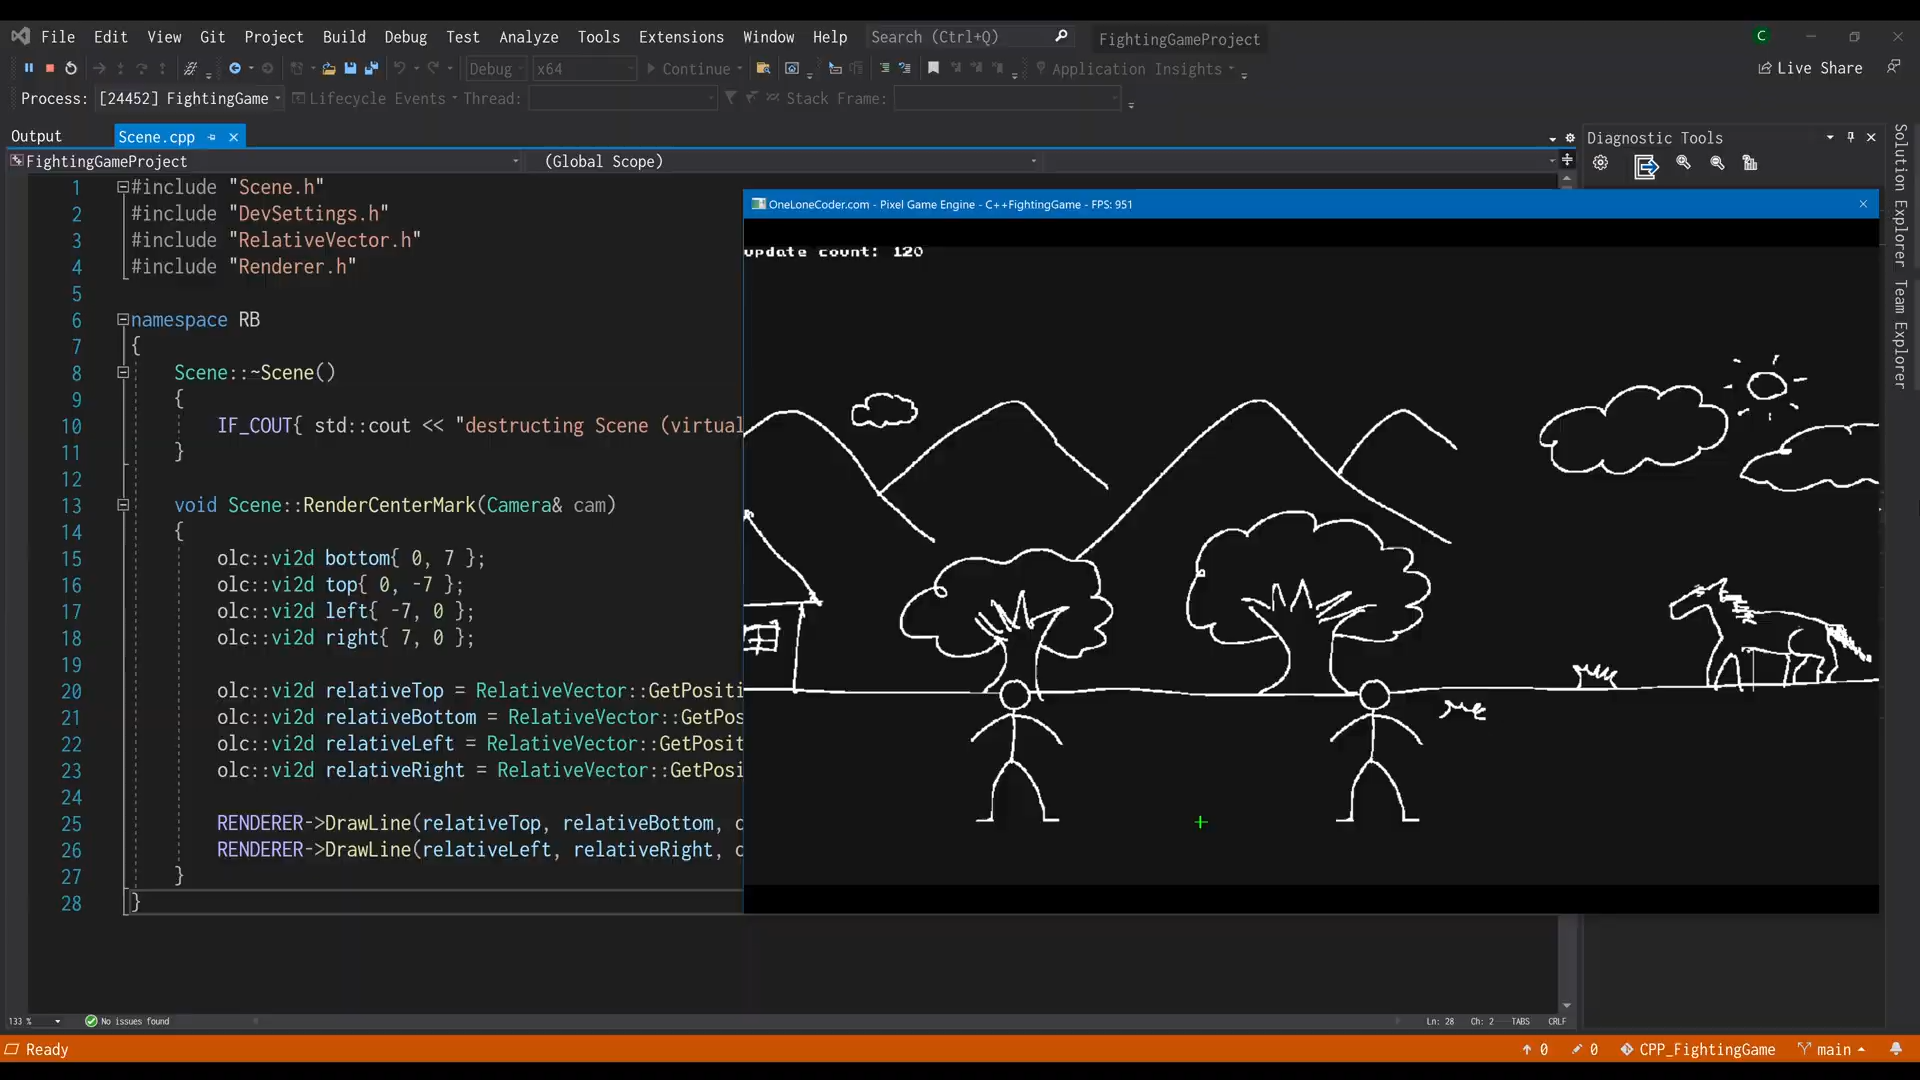 File Edit View Git Project Build Debug Test Analyze Tools Extensions Window Help Search (Ctrl+Q) FightingGameProject C
Debug x64 Continue Application Insights Live Share
Process: [24452] FightingGame Lifecycle Events Thread: Stack Frame:
Output Scene.cpp Diagnostic Tools
FightingGameProject (Global Scope)
1 #include "Scene.h"
2 #include "DevSettings.h"
3 #include "RelativeVector.h"
4 #include "Renderer.h"
5
6 namespace RB
7 {
8 Scene::~Scene()
9 {
10 IF_COUT{ std::cout << "destructing Scene (virtual
11 }
12
13 void Scene::RenderCenterMark(Camera& cam)
14 {
15 olc::vi2d bottom{ 0, 7 };
16 olc::vi2d top{ 0, -7 };
17 olc::vi2d left{ -7, 0 };
18 olc::vi2d right{ 7, 0 };
19
20 olc::vi2d relativeTop = RelativeVector::GetPositi
21 olc::vi2d relativeBottom = RelativeVector::GetPos
22 olc::vi2d relativeLeft = RelativeVector::GetPosit
23 olc::vi2d relativeRight = RelativeVector::GetPosi
24
25 RENDERER->DrawLine(relativeTop, relativeBottom, o
26 RENDERER->DrawLine(relativeLeft, relativeRight, o
27 }
28 }
OneLoneCoder.com - Pixel Game Engine - C++FightingGame - FPS: 951
update count: 120
Solution Explorer
Team Explorer
133 % No issues found Ln: 28 Ch: 2 TABS CRLF
Ready 0 0 CPP_FightingGame main